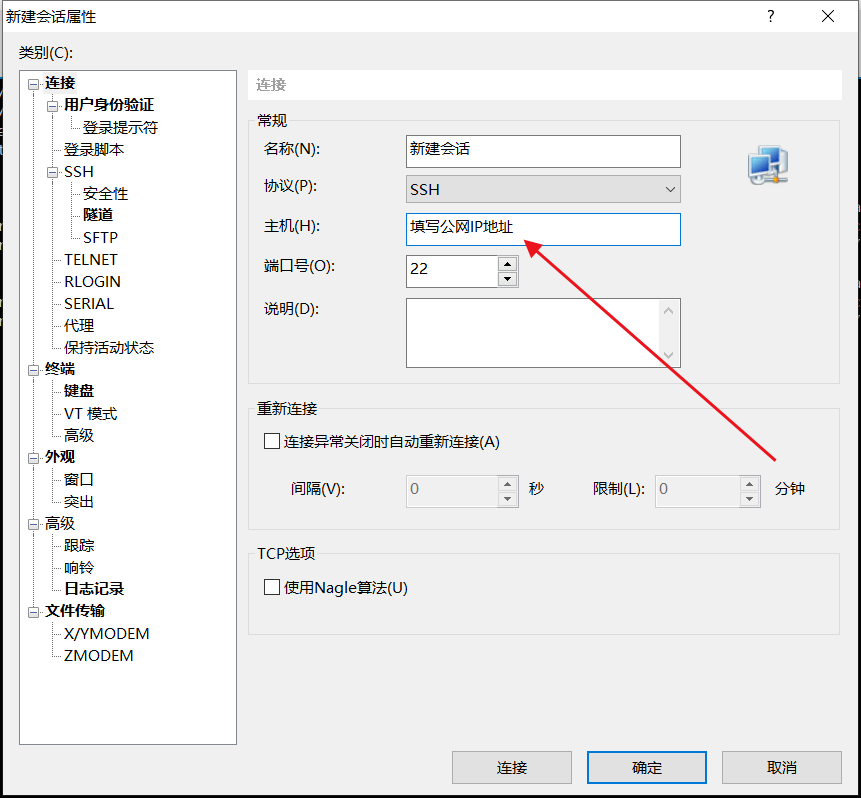 新建会话属性
?
类别(C):
连接
用户身份验证
登录提示符
登录脚本
SSH
安全性
隧道
SFTP
TELNET
RLOGIN
SERIAL
代理
保持活动状态
终端
键盘
VT 模式
高级
外观
窗口
突出
高级
跟踪
响铃
日志记录
文件传输
X/YMODEM
ZMODEM
连接
常规
名称(N): 新建会话
协议(P): SSH
主机(H): 填写公网IP地址
端口号(O): 22
说明(D):
重新连接
连接异常关闭时自动重新连接(A)
间隔(V): 0 秒 限制(L): 0 分钟
TCP选项
使用Nagle算法(U)
连接 确定 取消